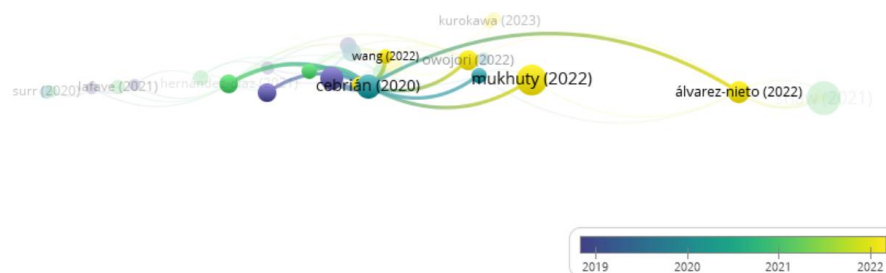 kurokawa (2023)
wang (2022)
owojori (2022)
mukhuty (2022)
cebrián (2020)
álvarez-nieto (2022)
surr (2020)
lafave (2021)
(2021)
2019 2020 2021 2022